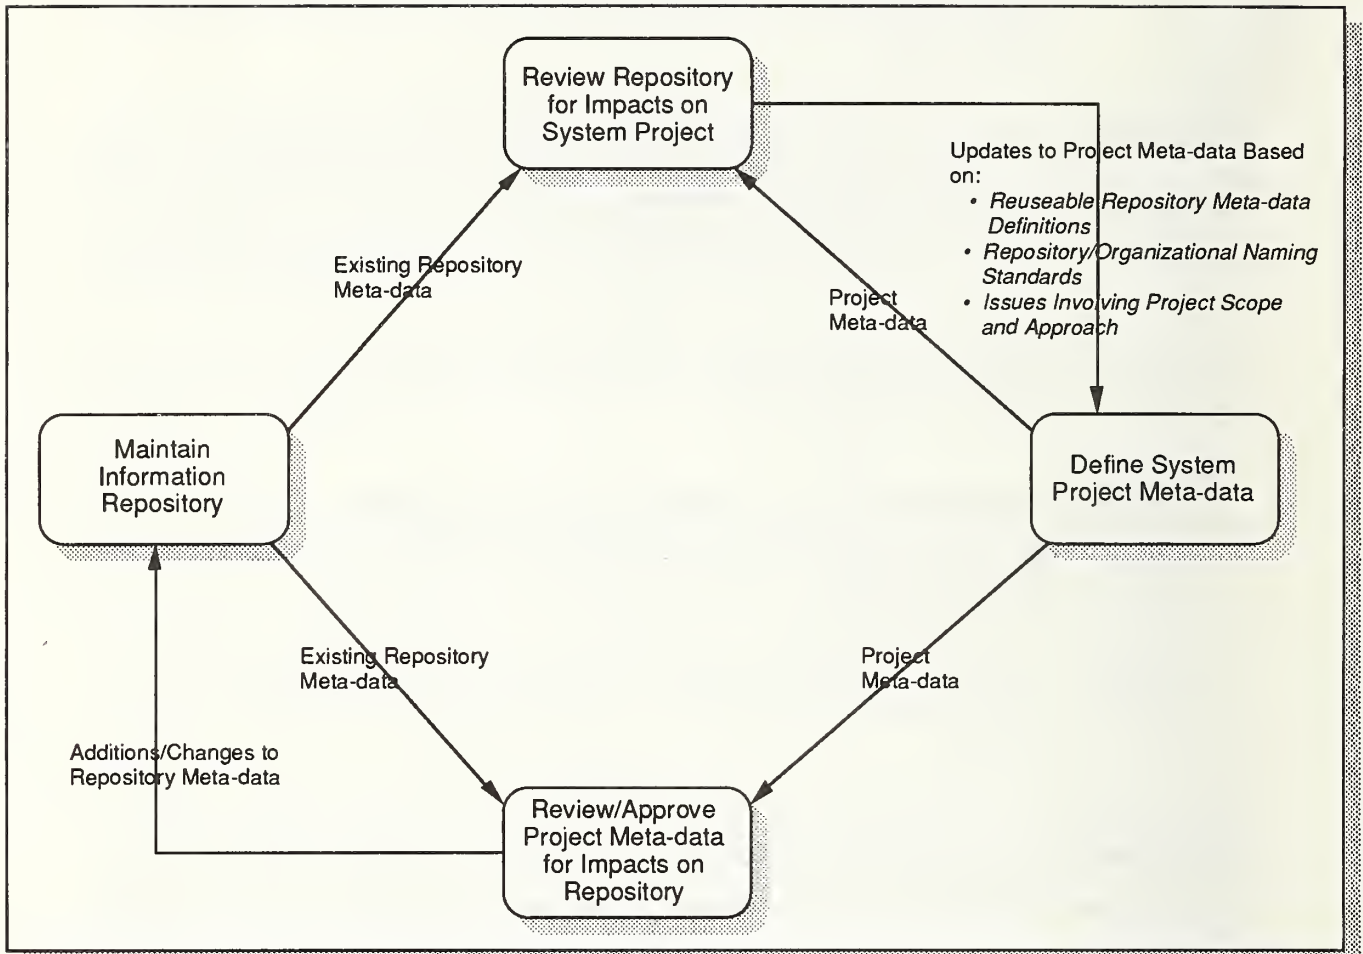 Review Repository
for Impacts on
System Project
Updates to Project Meta-data Based
on:
• Reuseable Repository Meta-data
Definitions
• Repository/Organizational Naming
Standards
• Issues Involving Project Scope
and Approach
Existing Repository
Meta-data
Project
Meta-data
Maintain
Information
Repository
Define System
Project Meta-data
Existing Repository
Meta-data
Project
Meta-data
Additions/Changes to
Repository Meta-data
Review/Approve
Project Meta-data
for Impacts on
Repository